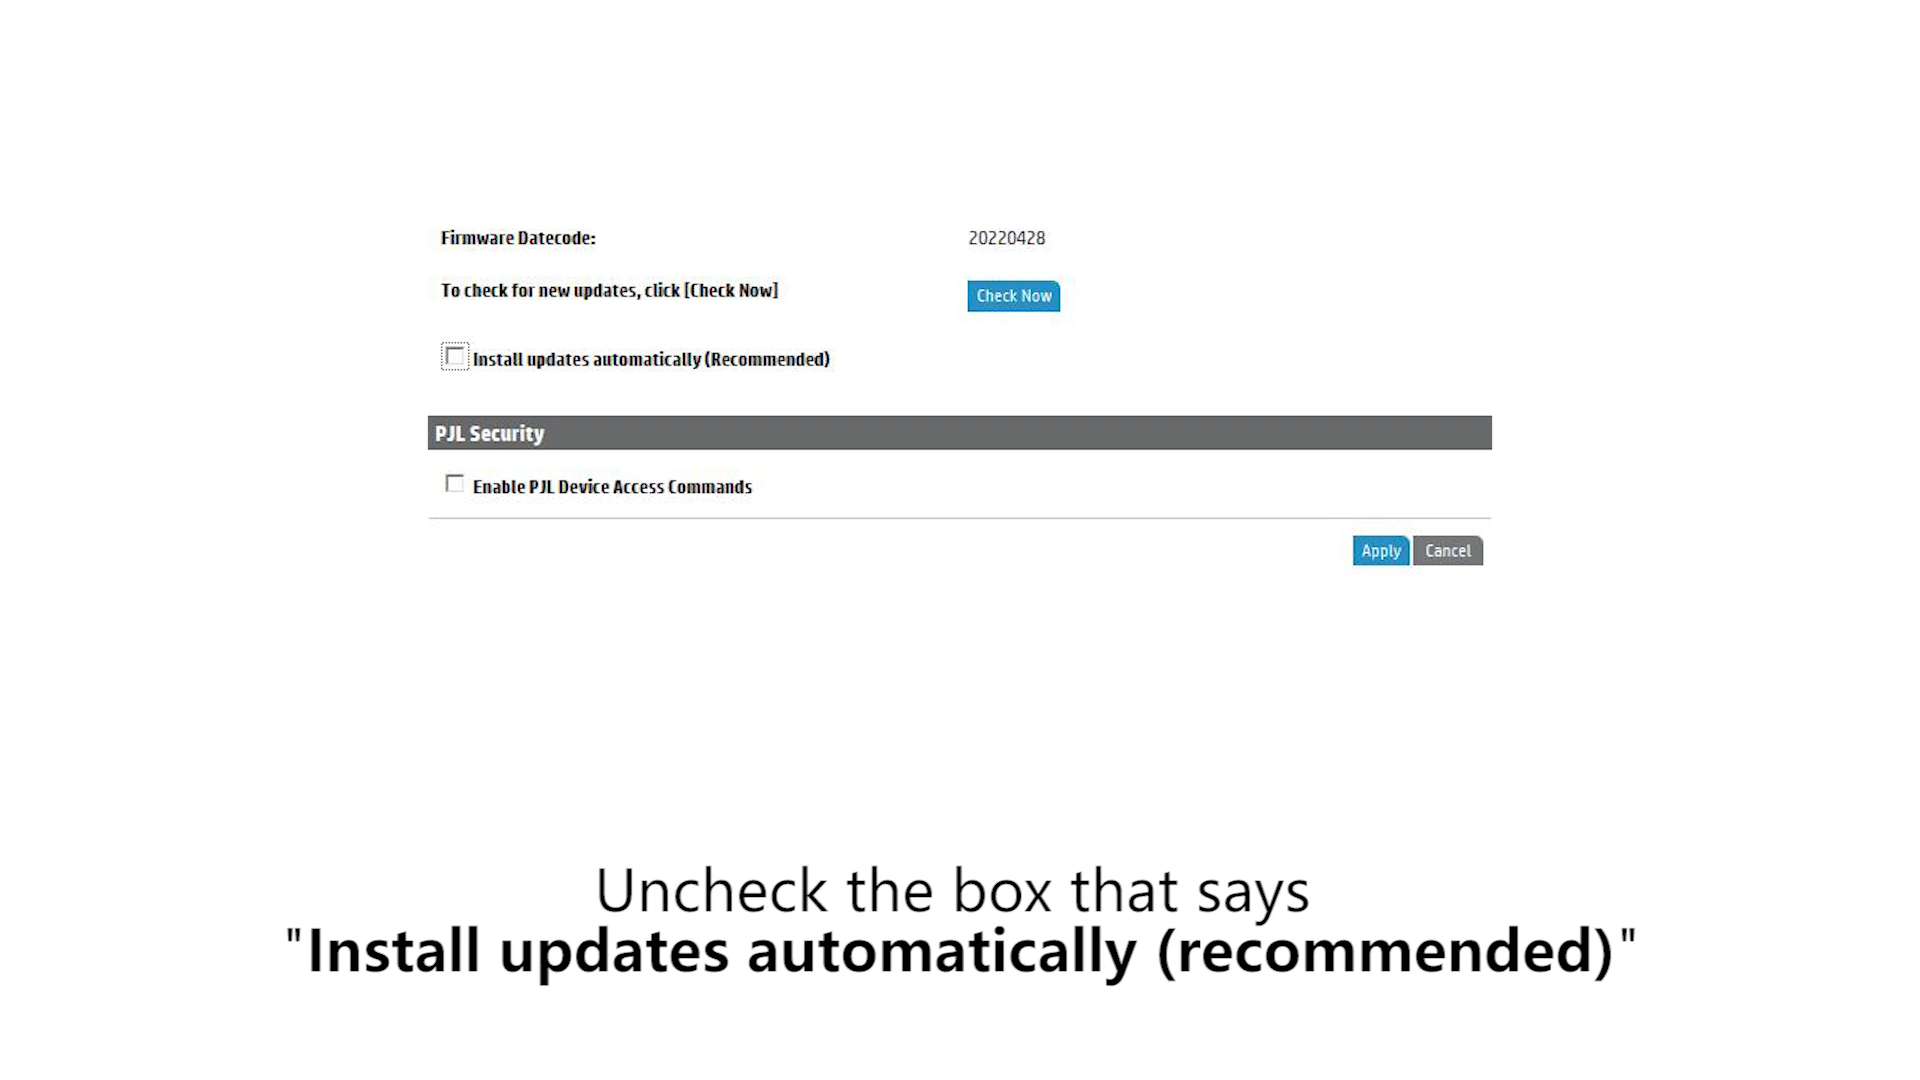 Firmware Datecode: 20220428
To check for new updates, click [Check Now] Check Now
Install updates automatically (Recommended)
PJL Security
Enable PJL Device Access Commands
Apply Cancel
Uncheck the box that says
"Install updates automatically (recommended)"